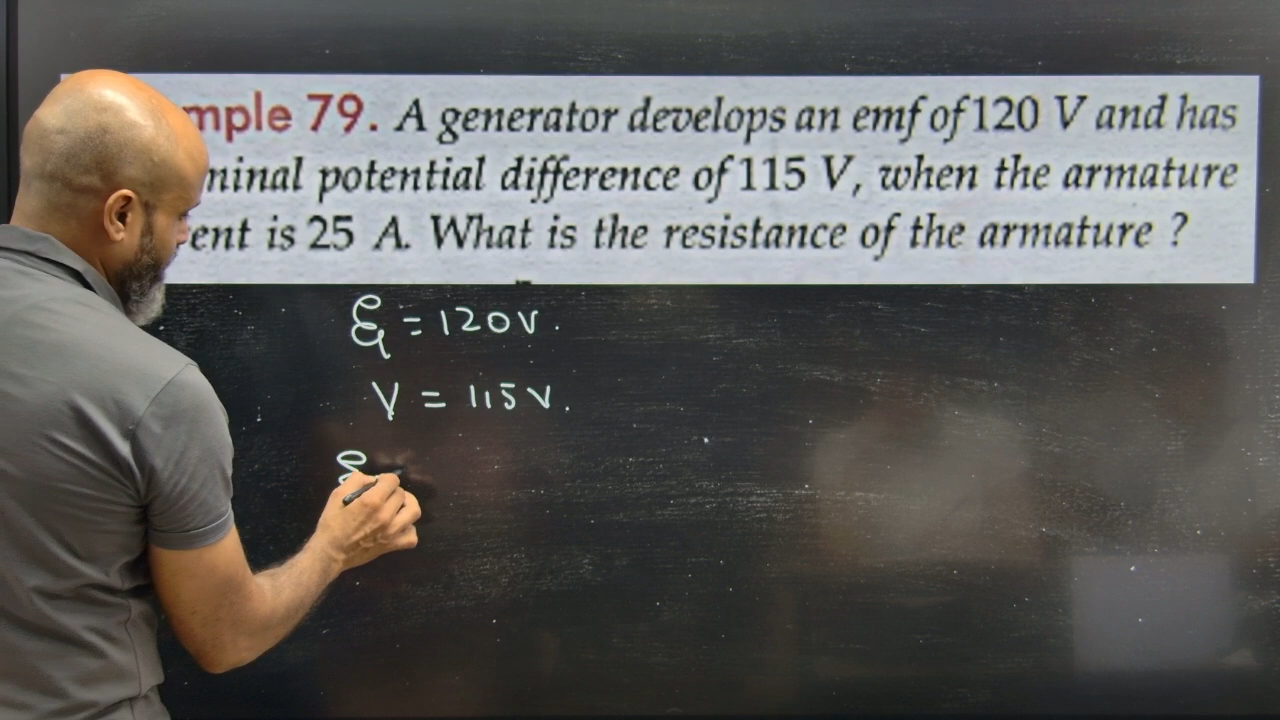 mple 79. A generator develops an emf of 120 V and has
minal potential difference of 115 V, when the armature
ent is 25 A. What is the resistance of the armature ?
ℰ = 120V.
V = 115V.